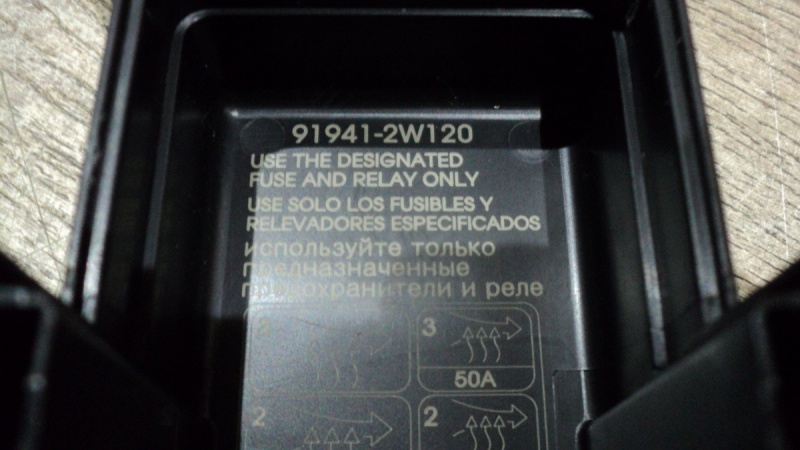 91941-2W120
USE THE DESIGNATED
FUSE AND RELAY ONLY
USE SOLO LOS FUSIBLES Y
RELEVADORES ESPECIFICADOS
используйте только
предназначенные
предохранители и реле
3
50A
2
2